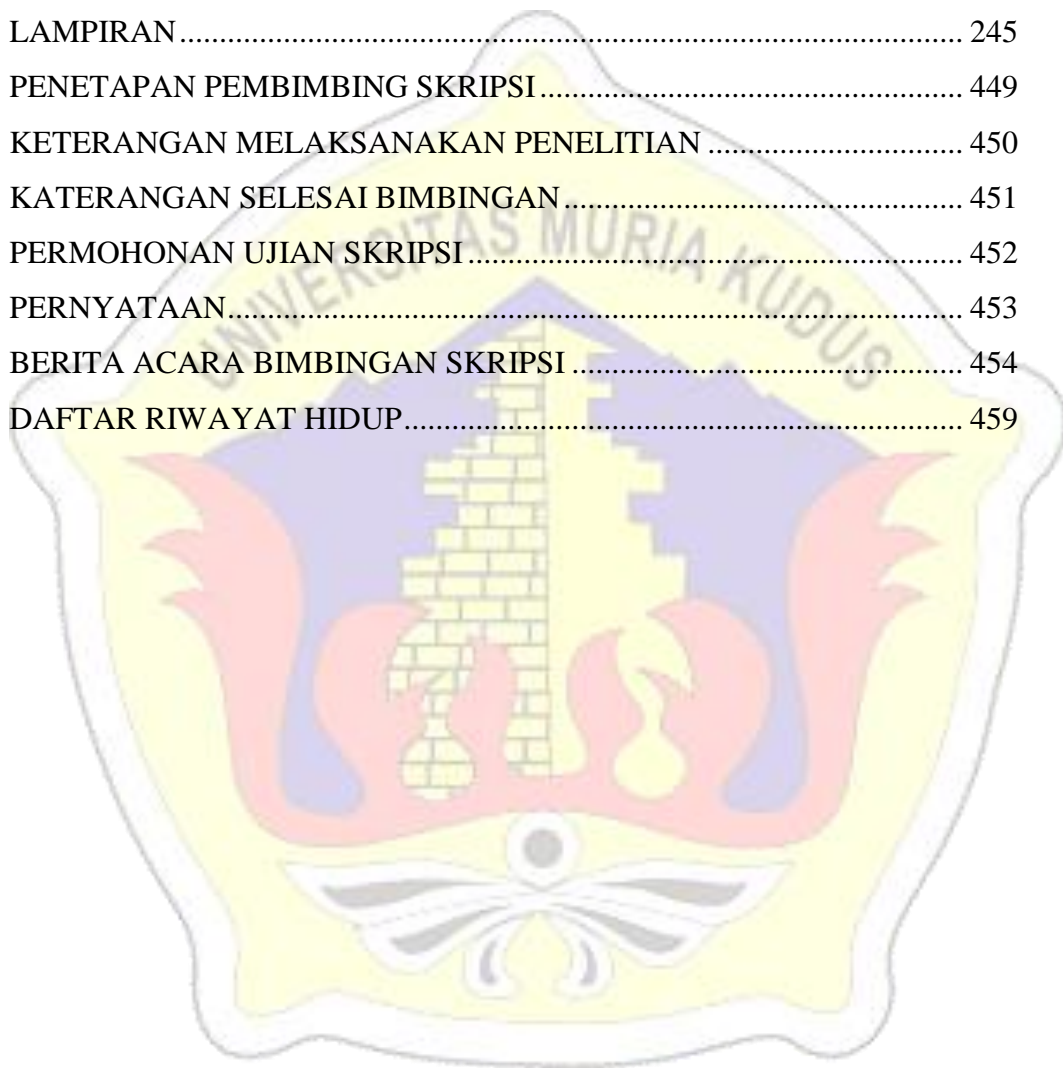 LAMPIRAN.................................................................................. 245
PENETAPAN PEMBIMBING SKRIPSI............................................ 449
KETERANGAN MELAKSANAKAN PENELITIAN........................... 450
KATERANGAN SELESAI BIMBINGAN.......................................... 451
PERMOHONAN UJIAN SKRIPSI.................................................... 452
PERNYATAAN............................................................................. 453
BERITA ACARA BIMBINGAN SKRIPSI......................................... 454
DAFTAR RIWAYAT HIDUP........................................................... 459
UNIVERSITAS MURIA KUDUS